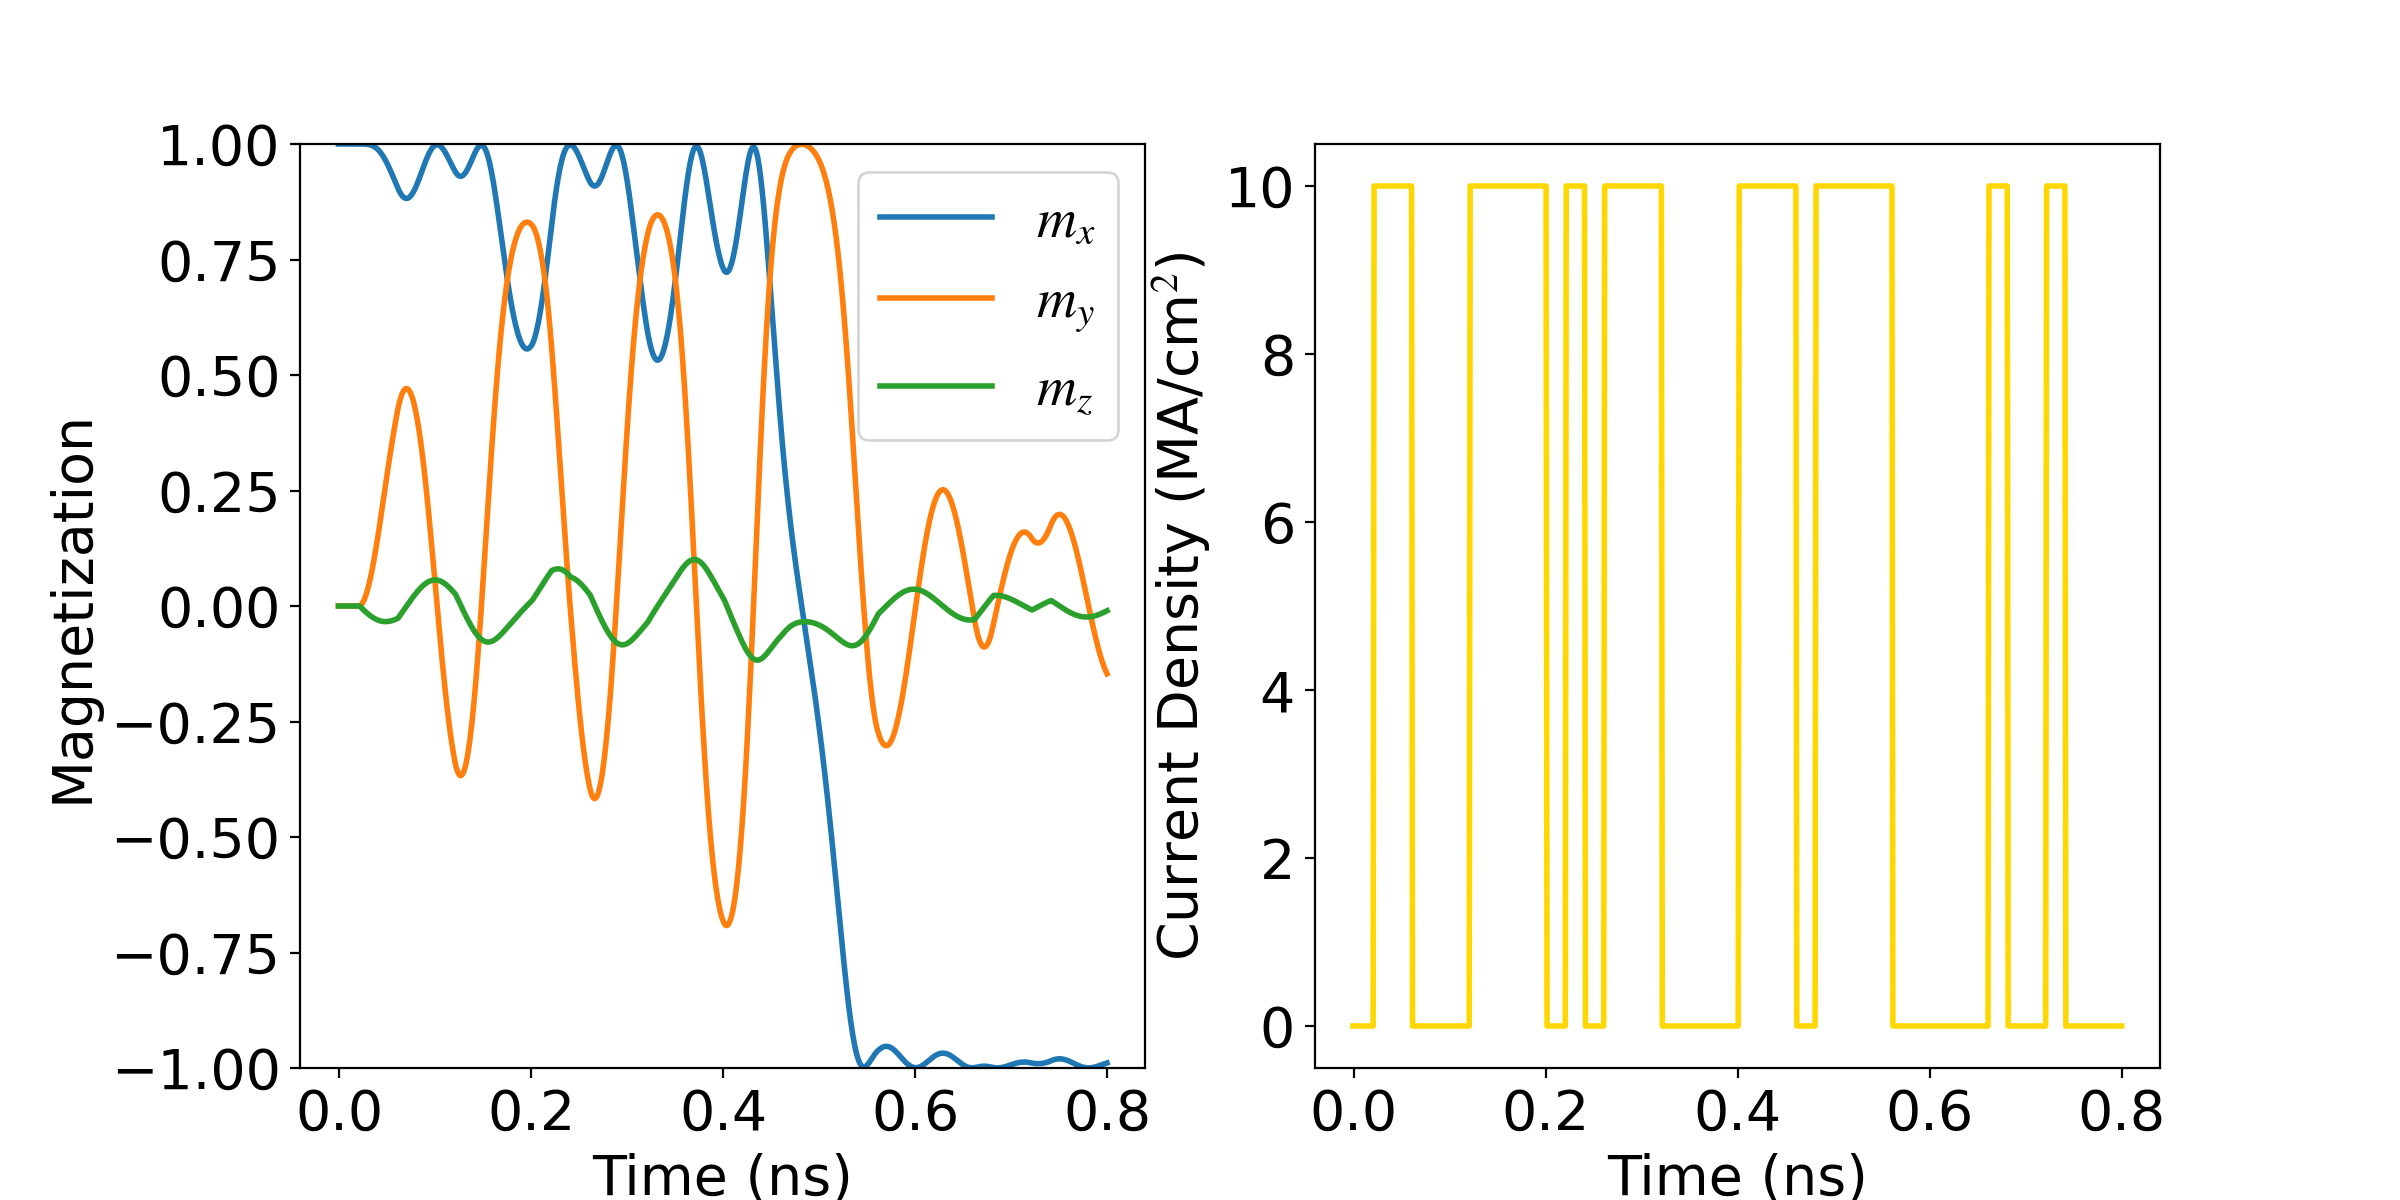 Magnetization
1.00
0.75
0.50
0.25
0.00
−0.25
−0.50
−0.75
−1.00
0.0 0.2 0.4 0.6 0.8
Time (ns)
m_x
m_y
m_z
Current Density (MA/cm²)
10
8
6
4
2
0
0.0 0.2 0.4 0.6 0.8
Time (ns)